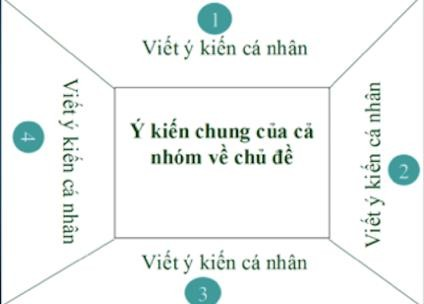 1
Viết ý kiến cá nhân
4
Viết ý kiến cá nhân
Ý kiến chung của cả
nhóm về chủ đề
Viết ý kiến cá nhân
2
Viết ý kiến cá nhân
3